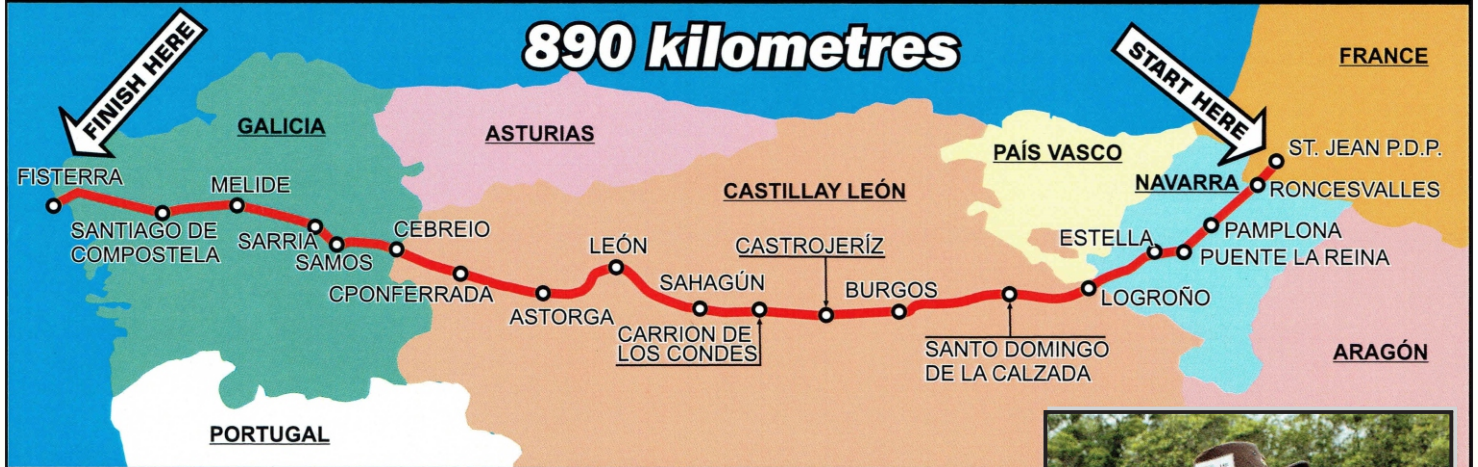 890 kilometres
FINISH HERE
START HERE
FRANCE
GALICIA
ASTURIAS
PAÍS VASCO
ST. JEAN P.D.P.
FISTERRA
MELIDE
CASTILLAY LEÓN
NAVARRA
RONCESVALLES
SANTIAGO DE
COMPOSTELA
SARRIA
SAMOS
CEBREIO
LEÓN
CASTROJERÍZ
ESTELLA
PAMPLONA
PUENTE LA REINA
CPONFERRADA
SAHAGÚN
BURGOS
LOGROÑO
ASTORGA
CARRION DE
LOS CONDES
SANTO DOMINGO
DE LA CALZADA
ARAGÓN
PORTUGAL